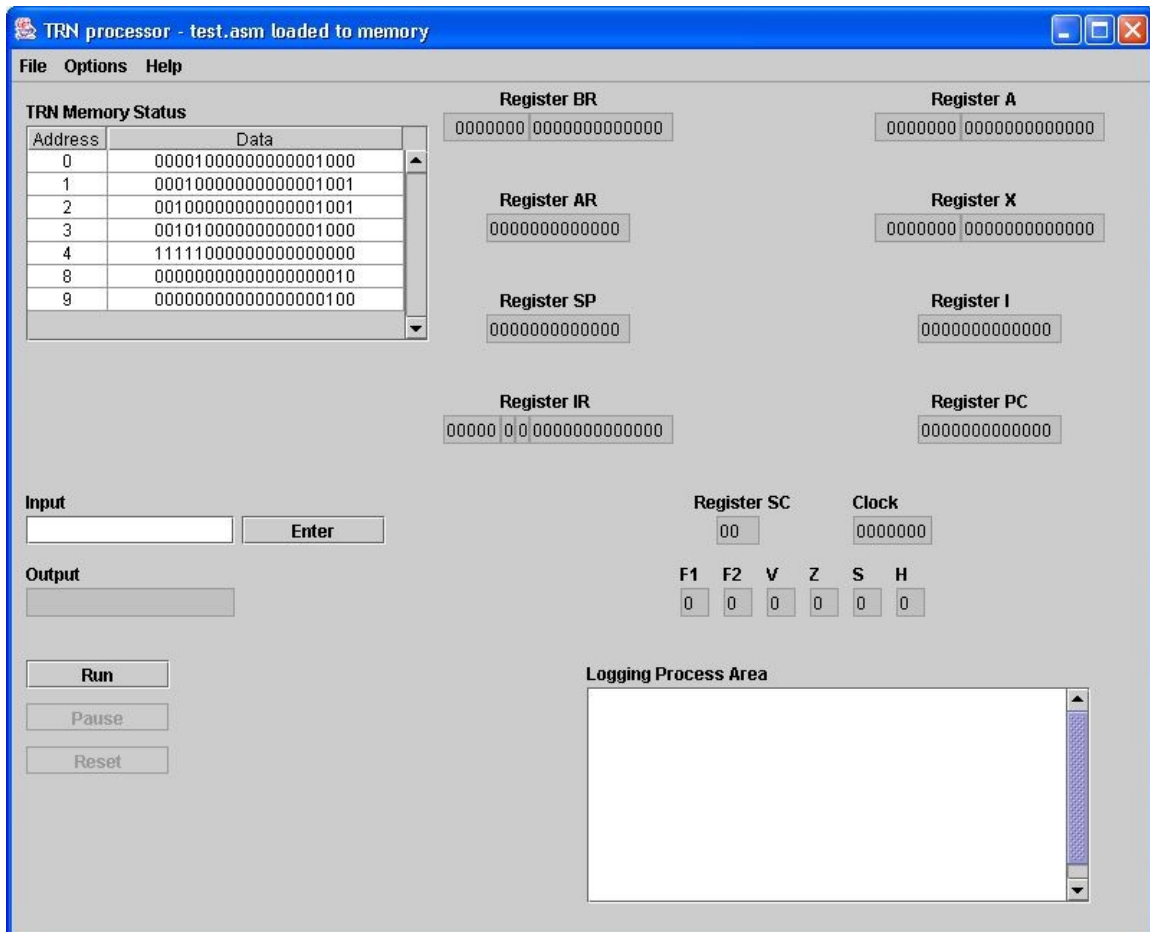 TRN processor - test.asm loaded to memory
File Options Help
TRN Memory Status
Address Data
0 00001000000000001000
1 00010000000000001001
2 00100000000000001001
3 00101000000000001000
4 11111000000000000000
8 00000000000000000010
9 00000000000000000100
Register BR
0000000 0000000000000
Register A
0000000 0000000000000
Register AR
0000000000000
Register X
0000000 0000000000000
Register SP
0000000000000
Register I
0000000000000
Register IR
00000 0 0 0000000000000
Register PC
0000000000000
Input
Enter
Register SC
00
Clock
0000000
Output
F1 F2 V Z S H
0 0 0 0 0 0
Run
Pause
Reset
Logging Process Area